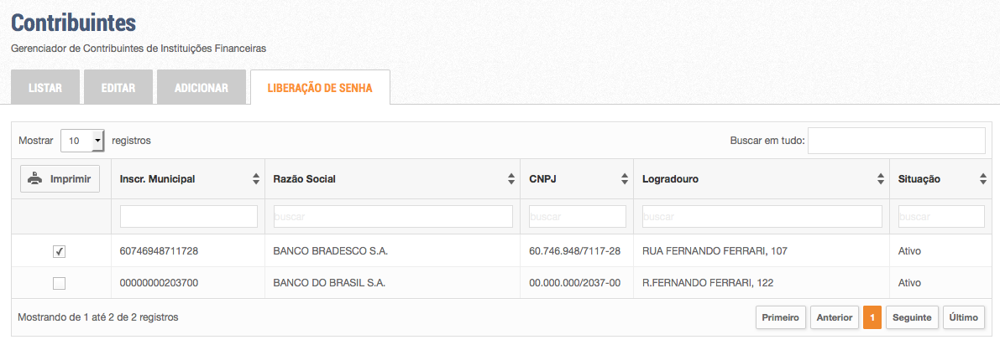 Contribuintes
Gerenciador de Contribuintes de Instituições Financeiras
LISTAR EDITAR ADICIONAR LIBERAÇÃO DE SENHA
Mostrar 10 registros Buscar em tudo:
Imprimir Inscr. Municipal Razão Social CNPJ Logradouro Situação
buscar buscar buscar buscar
60746948711728 BANCO BRADESCO S.A. 60.746.948/7117-28 RUA FERNANDO FERRARI, 107 Ativo
00000000203700 BANCO DO BRASIL S.A. 00.000.000/2037-00 R.FERNANDO FERRARI, 122 Ativo
Mostrando de 1 até 2 de 2 registros Primeiro Anterior 1 Seguinte Último